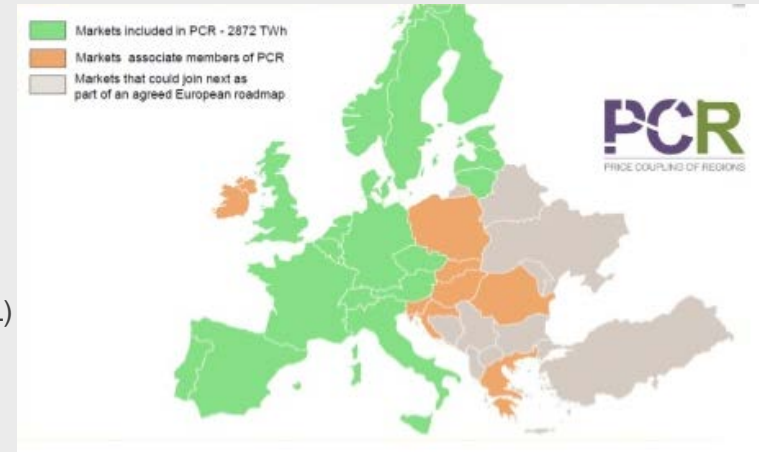 Markets included in PCR - 2872 TWh
Markets associate members of PCR
Markets that could join next as
part of an agreed European roadmap
PCR
PRICE COUPLING OF REGIONS